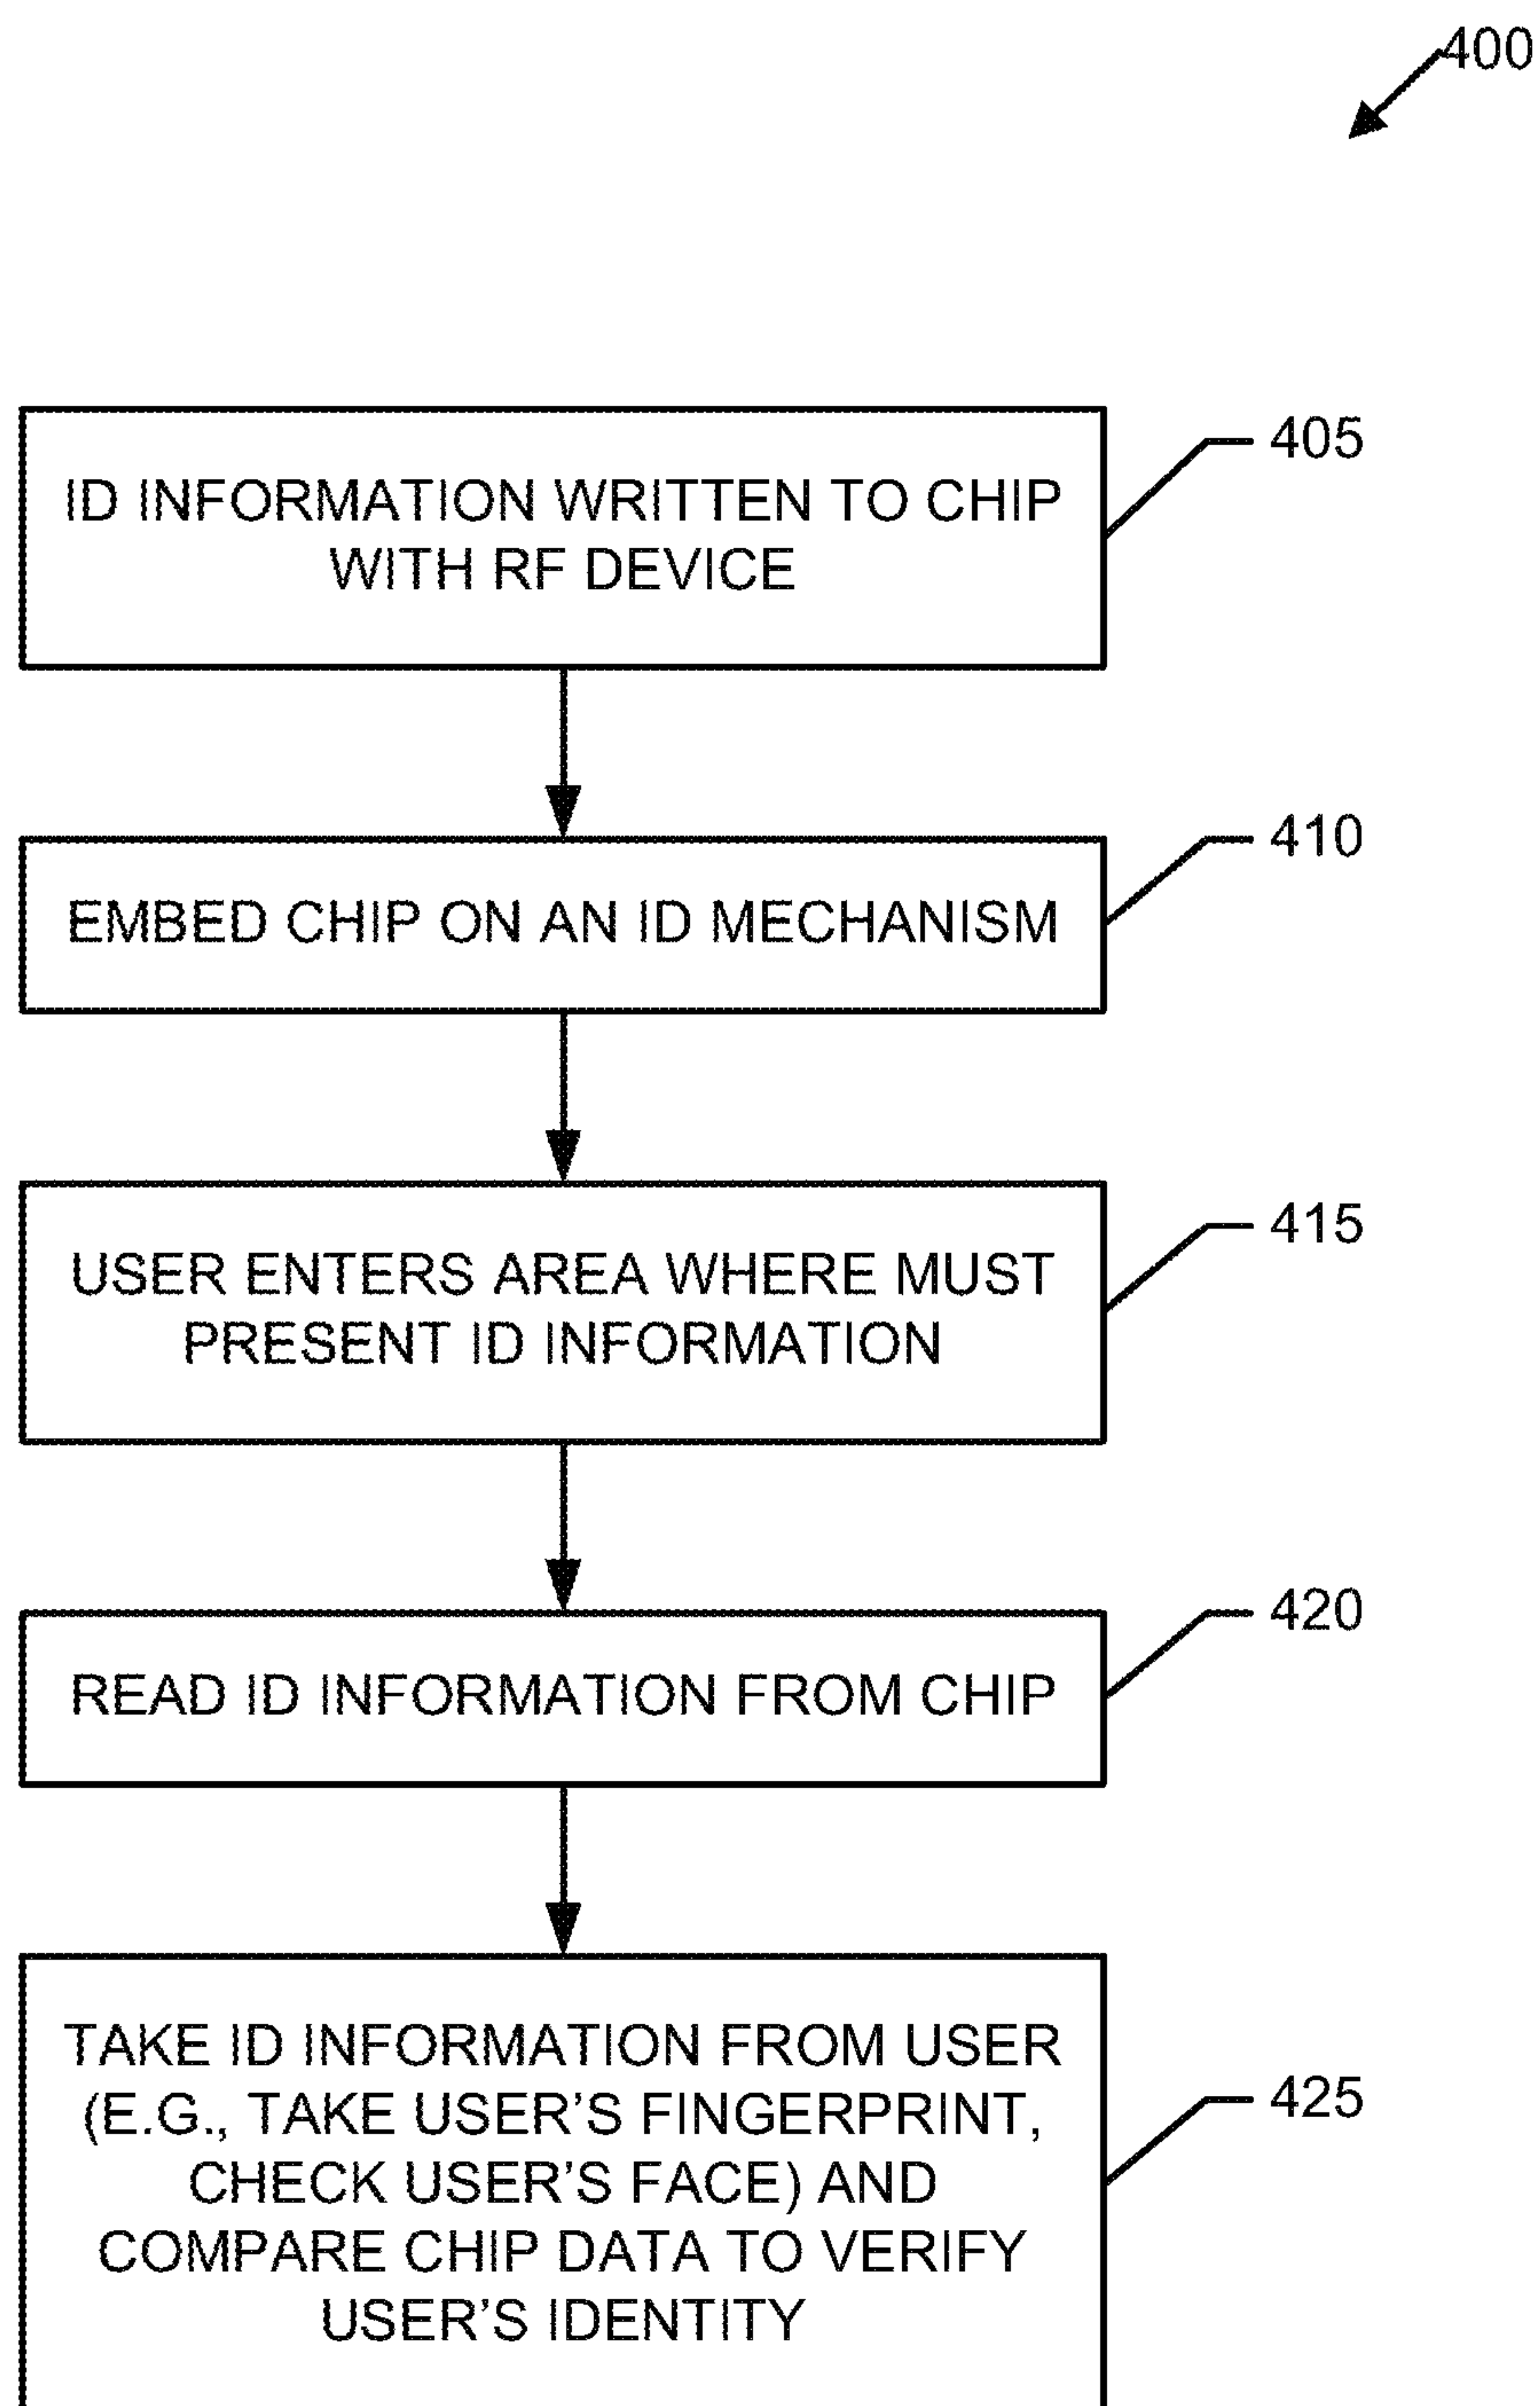 400
ID INFORMATION WRITTEN TO CHIP
WITH RF DEVICE
405
EMBED CHIP ON AN ID MECHANISM
410
USER ENTERS AREA WHERE MUST
PRESENT ID INFORMATION
415
READ ID INFORMATION FROM CHIP
420
TAKE ID INFORMATION FROM USER
(E.G., TAKE USER’S FINGERPRINT,
CHECK USER’S FACE) AND
COMPARE CHIP DATA TO VERIFY
USER’S IDENTITY
425